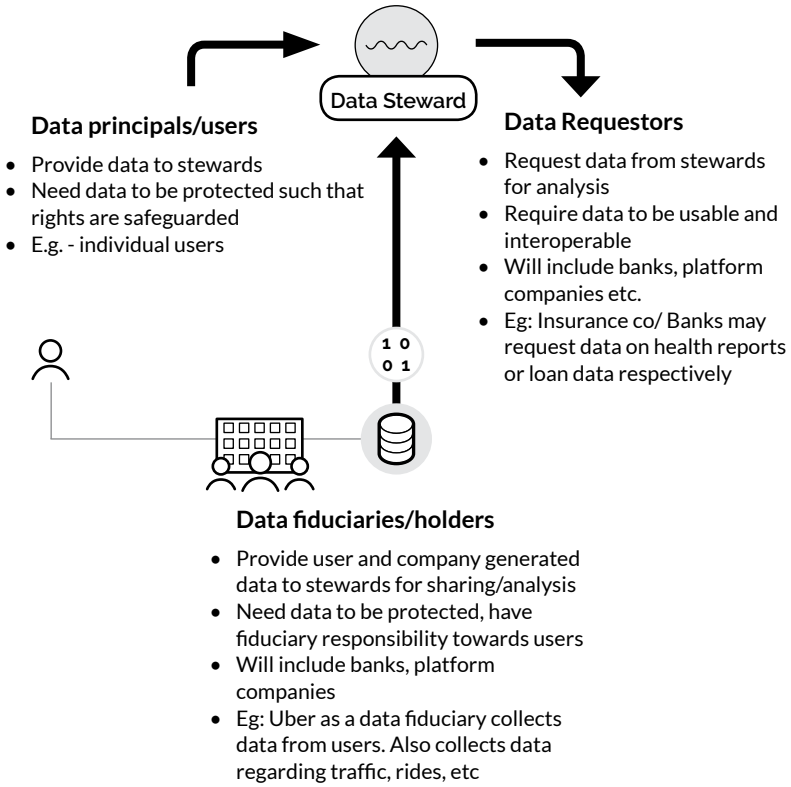 Data Steward
Data principals/users
• Provide data to stewards
• Need data to be protected such that
rights are safeguarded
• E.g. - individual users
Data Requestors
• Request data from stewards
for analysis
• Require data to be usable and
interoperable
• Will include banks, platform
companies etc.
• Eg: Insurance co/ Banks may
request data on health reports
or loan data respectively
1 0
0 1
Data fiduciaries/holders
• Provide user and company generated
data to stewards for sharing/analysis
• Need data to be protected, have
fiduciary responsibility towards users
• Will include banks, platform
companies
• Eg: Uber as a data fiduciary collects
data from users. Also collects data
regarding traffic, rides, etc